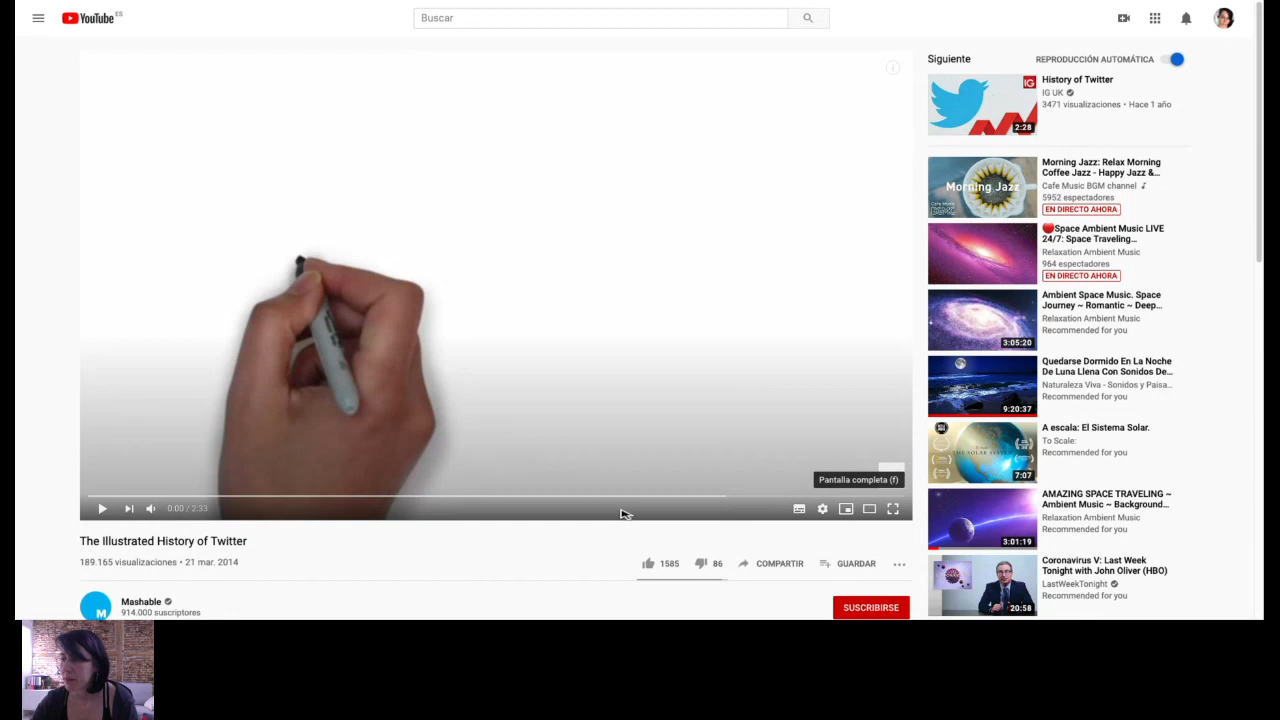 YouTube ES
Buscar
Siguiente
REPRODUCCIÓN AUTOMÁTICA
History of Twitter
IG UK
3471 visualizaciones • Hace 1 año
IG
2:28
Morning Jazz: Relax Morning
Coffee Jazz - Happy Jazz &...
Cafe Music BGM channel
5952 espectadores
EN DIRECTO AHORA
Morning Jazz
Space Ambient Music LIVE
24/7: Space Traveling...
Relaxation Ambient Music
964 espectadores
EN DIRECTO AHORA
Ambient Space Music. Space
Journey ~ Romantic ~ Deep...
Relaxation Ambient Music
Recommended for you
3:05:20
Quedarse Dormido En La Noche
De Luna Llena Con Sonidos De...
Naturaleza Viva - Sonidos y Paisa...
Recommended for you
9:20:37
A escala: El Sistema Solar.
To Scale:
Recommended for you
7:07
AMAZING SPACE TRAVELING ~
Ambient Music ~ Background...
Relaxation Ambient Music
Recommended for you
3:01:19
Coronavirus V: Last Week
Tonight with John Oliver (HBO)
LastWeekTonight
Recommended for you
20:58
Pantalla completa (f)
0:00 / 2:33
The Illustrated History of Twitter
189.165 visualizaciones • 21 mar. 2014
1585
86
COMPARTIR
GUARDAR
M
Mashable
914.000 suscriptores
SUSCRIBIRSE